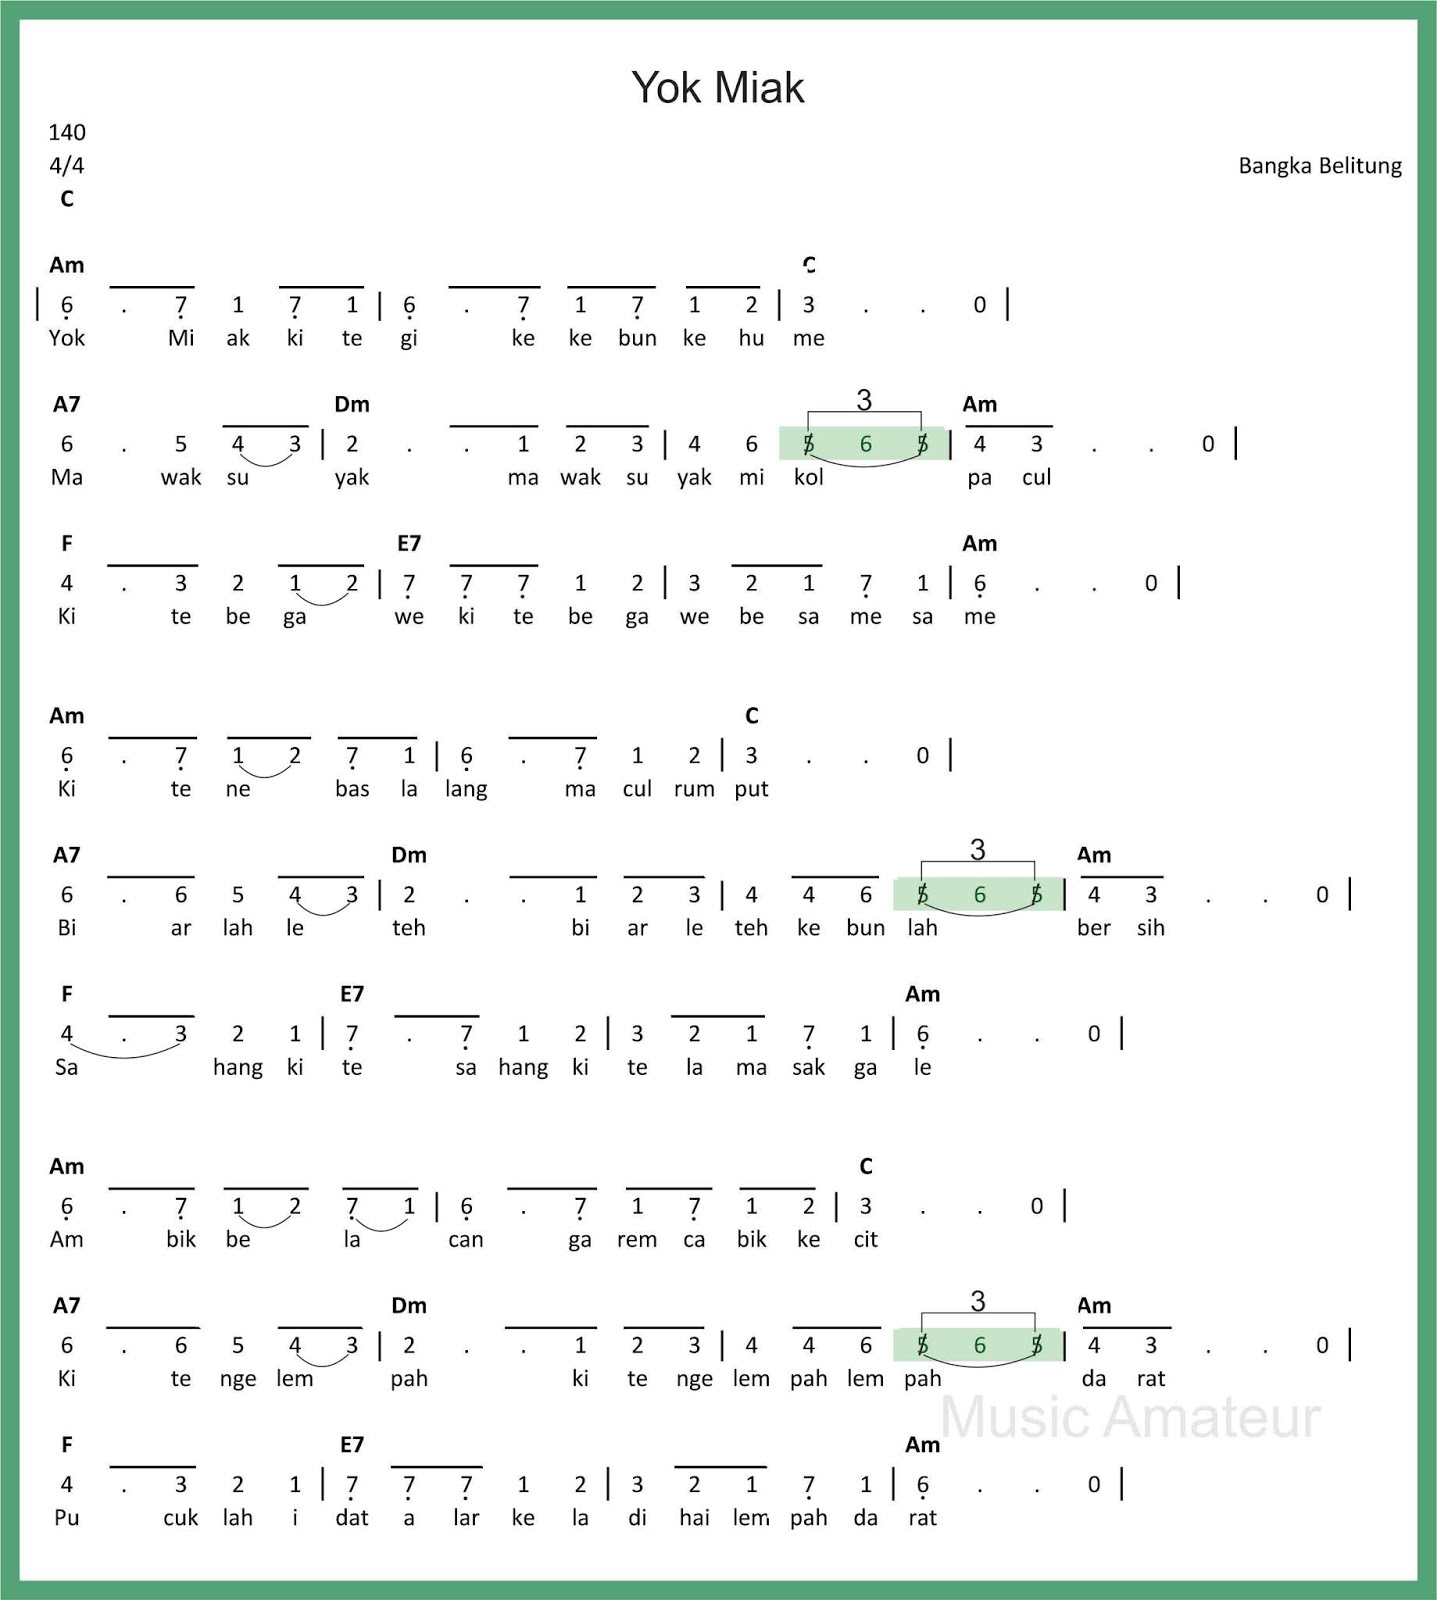 Yok Miak
140
4/4 Bangka Belitung
C
Am C
| 6̣ . 7̣ 1 7̣ 1 | 6̣ . 7̣ 1 7̣ 1 2 | 3 . . 0 |
Yok Mi ak ki te gi ke ke bun ke hu me
3
A7 Dm Am
6 . 5 4 3 | 2 . . 1 2 3 | 4 6 5̸ 6 5̸ | 4 3 . . 0 |
Ma wak su yak ma wak su yak mi kol pa cul
F E7 Am
4 . 3 2 1 2 | 7̣ 7̣ 7̣ 1 2 | 3 2 1 7̣ 1 | 6̣ . . 0 |
Ki te be ga we ki te be ga we be sa me sa me
Am C
6̣ . 7̣ 1 2 7̣ 1 | 6̣ . 7̣ 1 2 | 3 . . 0 |
Ki te ne bas la lang ma cul rum put
3
A7 Dm Am
6 . 6 5 4 3 | 2 . . 1 2 3 | 4 4 6 5̸ 6 5̸ | 4 3 . . 0 |
Bi ar lah le teh bi ar le teh ke bun lah ber sih
F E7 Am
4 . 3 2 1 | 7̣ . 7̣ 1 2 | 3 2 1 7̣ 1 | 6̣ . . 0 |
Sa hang ki te sa hang ki te la ma sak ga le
Am C
6̣ . 7̣ 1 2 7̣ 1 | 6̣ . 7̣ 1 7̣ 1 2 | 3 . . 0 |
Am bik be la can ga rem ca bik ke cit
3
A7 Dm Am
6 . 6 5 4 3 | 2 . . 1 2 3 | 4 4 6 5̸ 6 5̸ | 4 3 . . 0 |
Ki te nge lem pah ki te nge lem pah lem pah da rat
Music Amateur
F E7 Am
4 . 3 2 1 | 7̣ 7̣ 7̣ 1 2 | 3 2 1 7̣ 1 | 6̣ . . 0 |
Pu cuk lah i dat a lar ke la di hai lem pah da rat